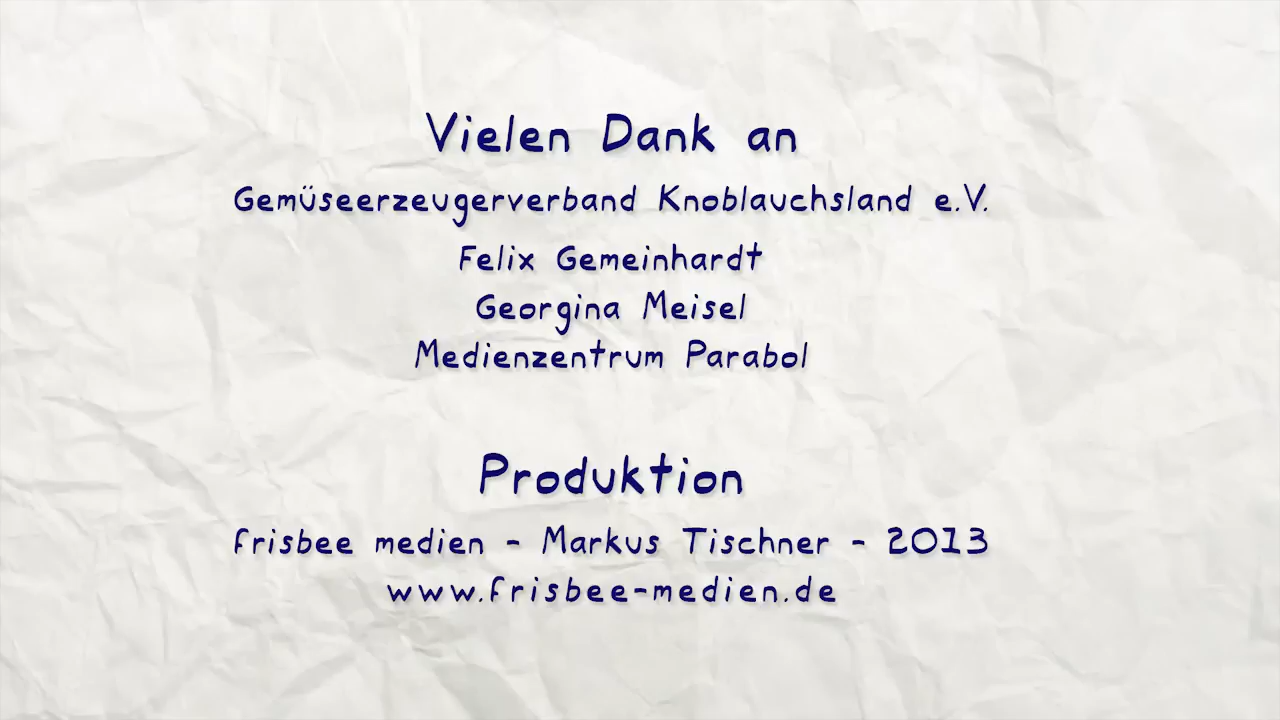 Vielen Dank an
Gemüseerzeugerverband Knoblauchsland e.V.
Felix Gemeinhardt
Georgina Meisel
Medienzentrum Parabol
Produktion
frisbee medien - Markus Tischner - 2013
www.frisbee-medien.de